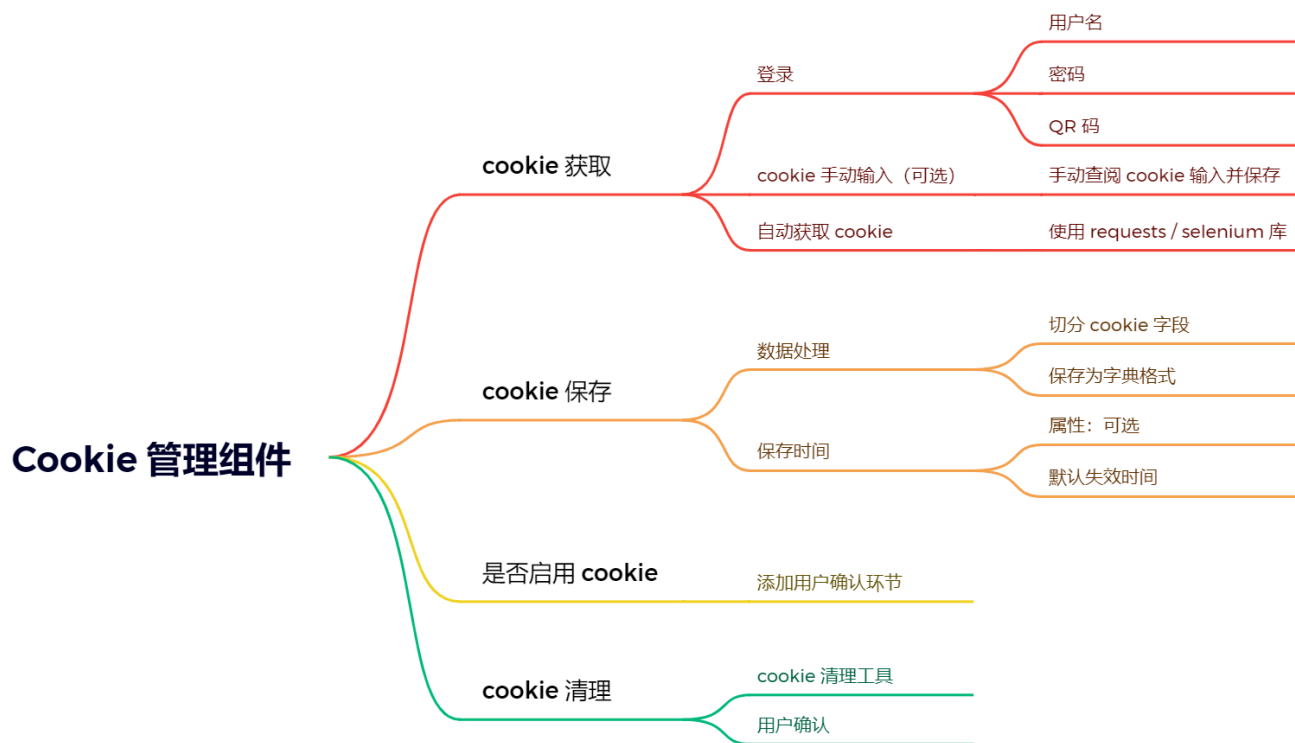 Cookie 管理组件
cookie 获取
登录
用户名
密码
QR 码
cookie 手动输入（可选）
手动查阅 cookie 输入并保存
自动获取 cookie
使用 requests / selenium 库
cookie 保存
数据处理
切分 cookie 字段
保存为字典格式
保存时间
属性：可选
默认失效时间
是否启用 cookie
添加用户确认环节
cookie 清理
cookie 清理工具
用户确认